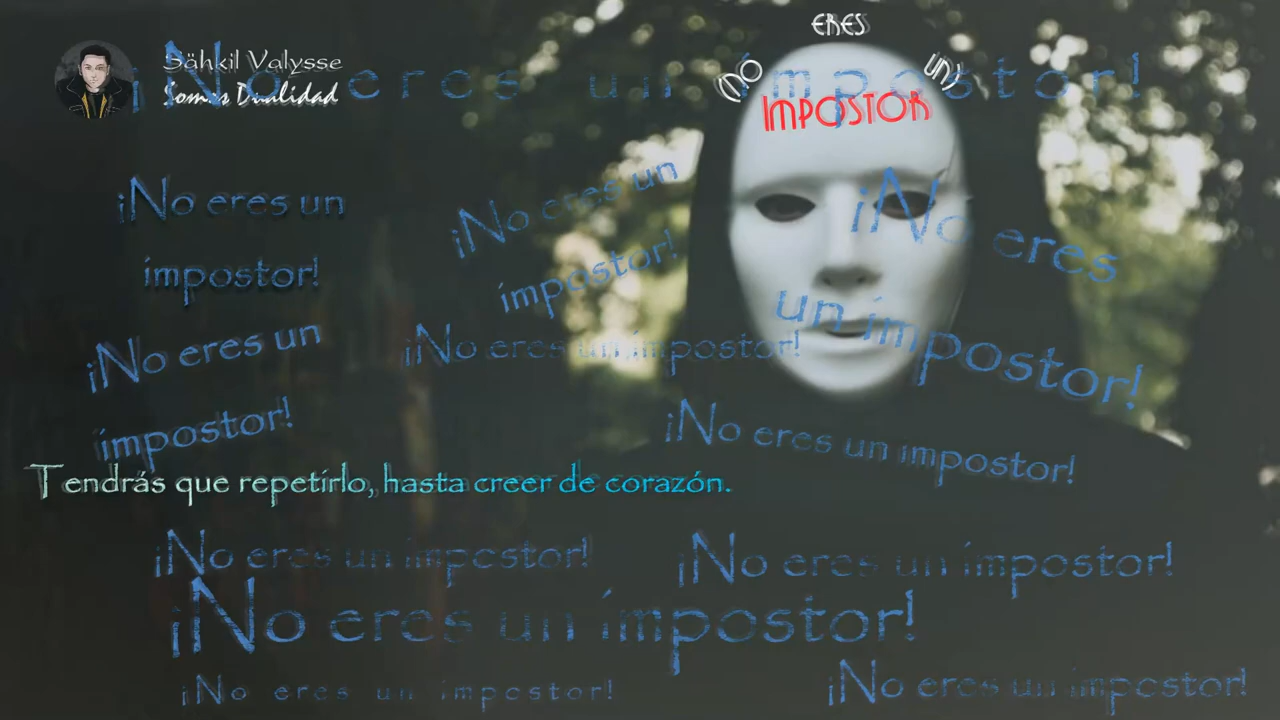 Sähkil Valysse
Somos Dualidad
¡No eres un impostor!
¡NO
ERES
UN
IMPOSTOR
¡No eres un
impostor!
¡No eres un
impostor!
¡No eres
un impostor!
¡No eres un
impostor!
¡No eres un impostor!
¡No eres un impostor!
Tendrás que repetirlo, hasta creer de corazón.
¡No eres un impostor!
¡No eres un impostor!
¡No eres un impostor!
¡No eres un impostor!
¡No eres un impostor!